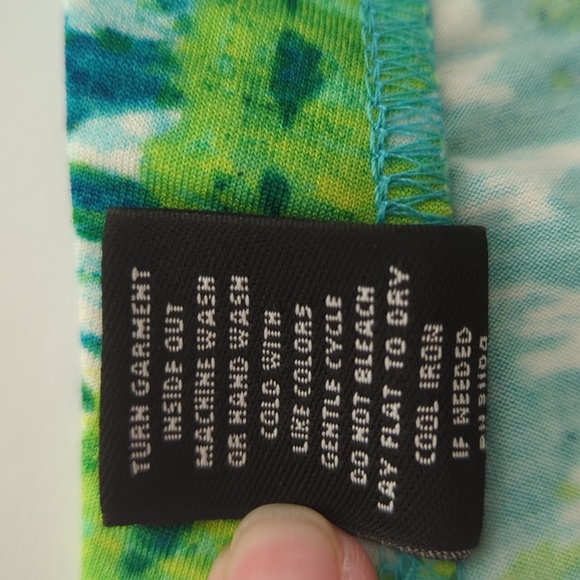 TURN GARMENT
INSIDE OUT
MACHINE WASH
OR HAND WASH
COLD WITH
LIKE COLORS
GENTLE CYCLE
DO NOT BLEACH
LAY FLAT TO DRY
COOL IRON
IF NEEDED